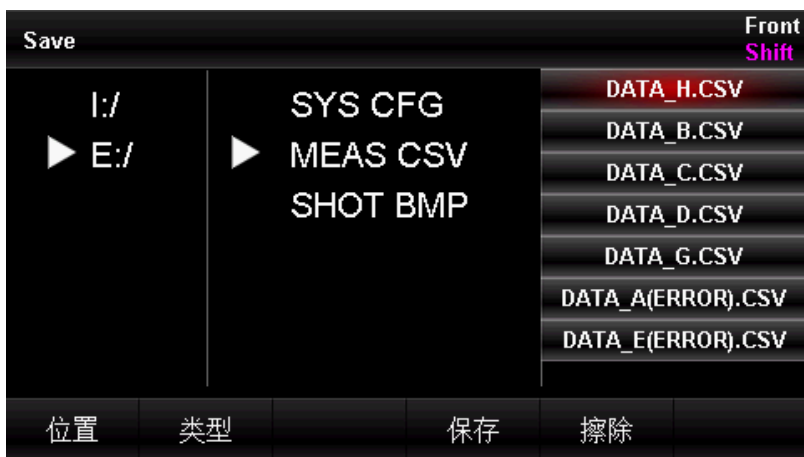 Save
Front
Shift
I:/
E:/
SYS CFG
MEAS CSV
SHOT BMP
DATA_H.CSV
DATA_B.CSV
DATA_C.CSV
DATA_D.CSV
DATA_G.CSV
DATA_A(ERROR).CSV
DATA_E(ERROR).CSV
位置 类型 保存 擦除